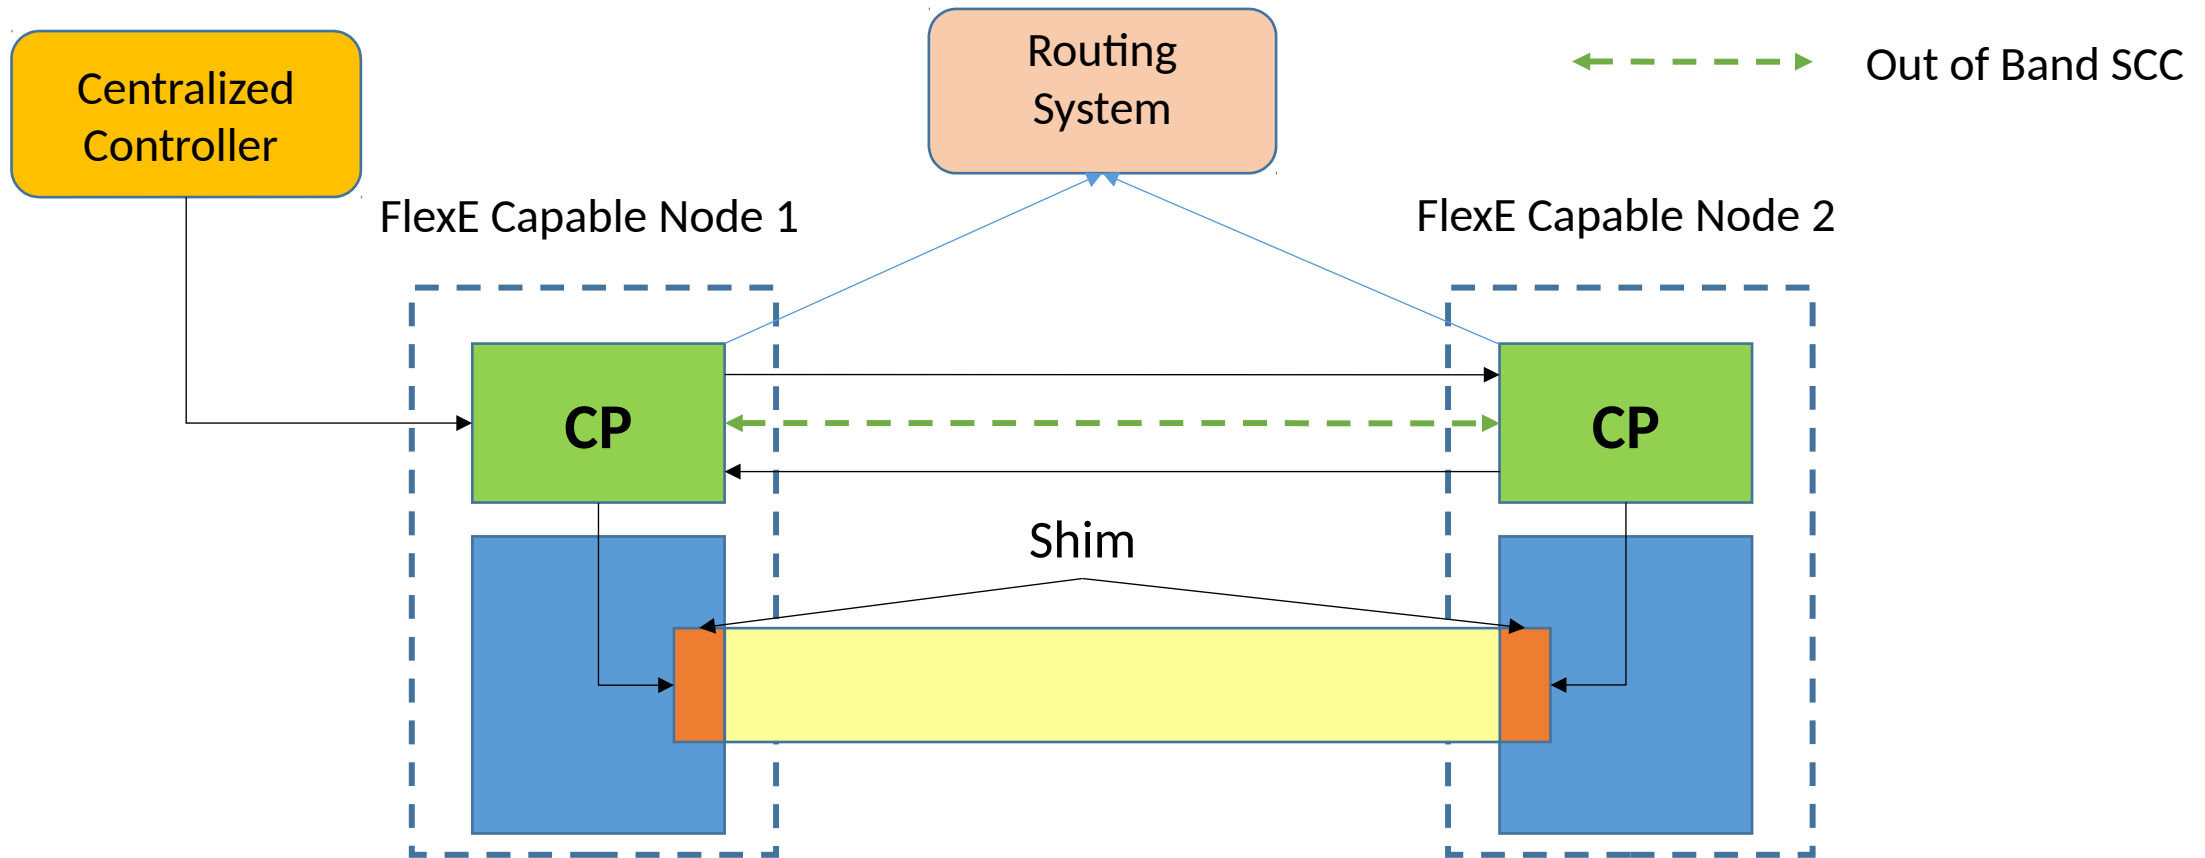 Centralized
Controller
Routing
System
Out of Band SCC
FlexE Capable Node 1
FlexE Capable Node 2
CP
CP
Shim